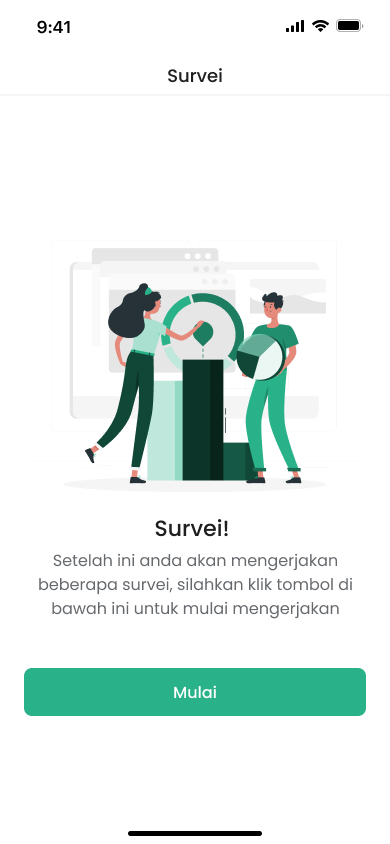 9:41
Survei
Survei!
Setelah ini anda akan mengerjakan
beberapa survei, silahkan klik tombol di
bawah ini untuk mulai mengerjakan
Mulai